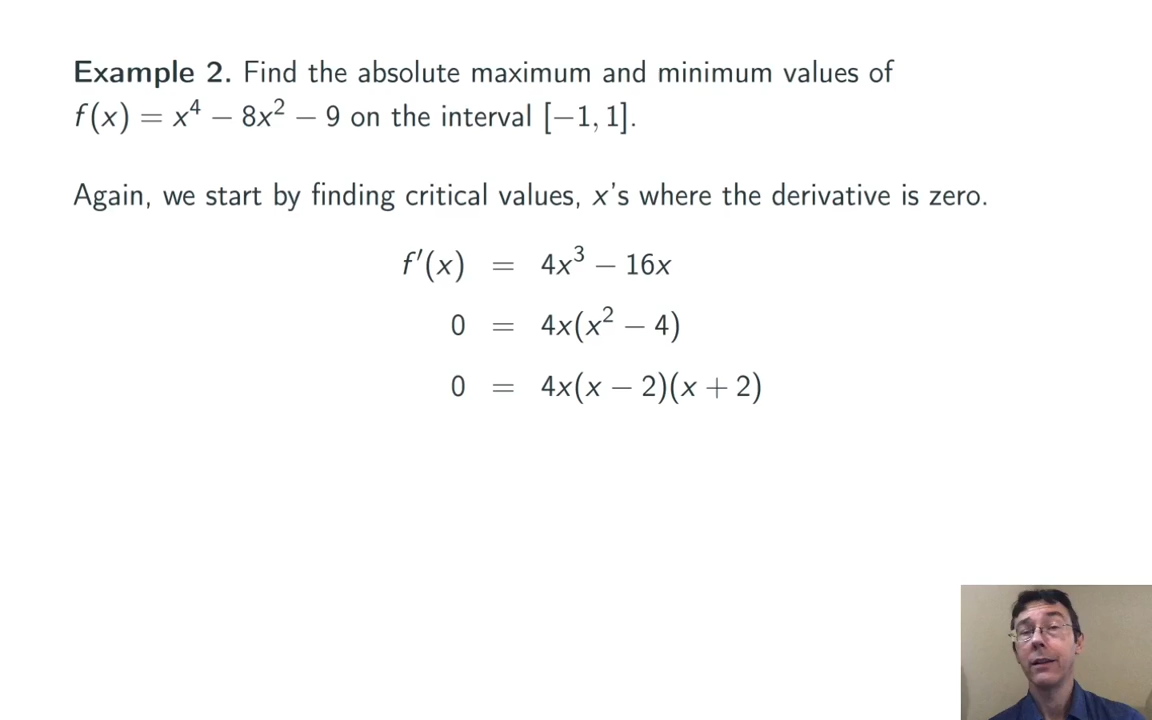 Example 2. Find the absolute maximum and minimum values of
f(x) = x⁴ − 8x² − 9 on the interval [−1, 1].
Again, we start by finding critical values, x's where the derivative is zero.
f′(x) = 4x³ − 16x
0 = 4x(x² − 4)
0 = 4x(x − 2)(x + 2)